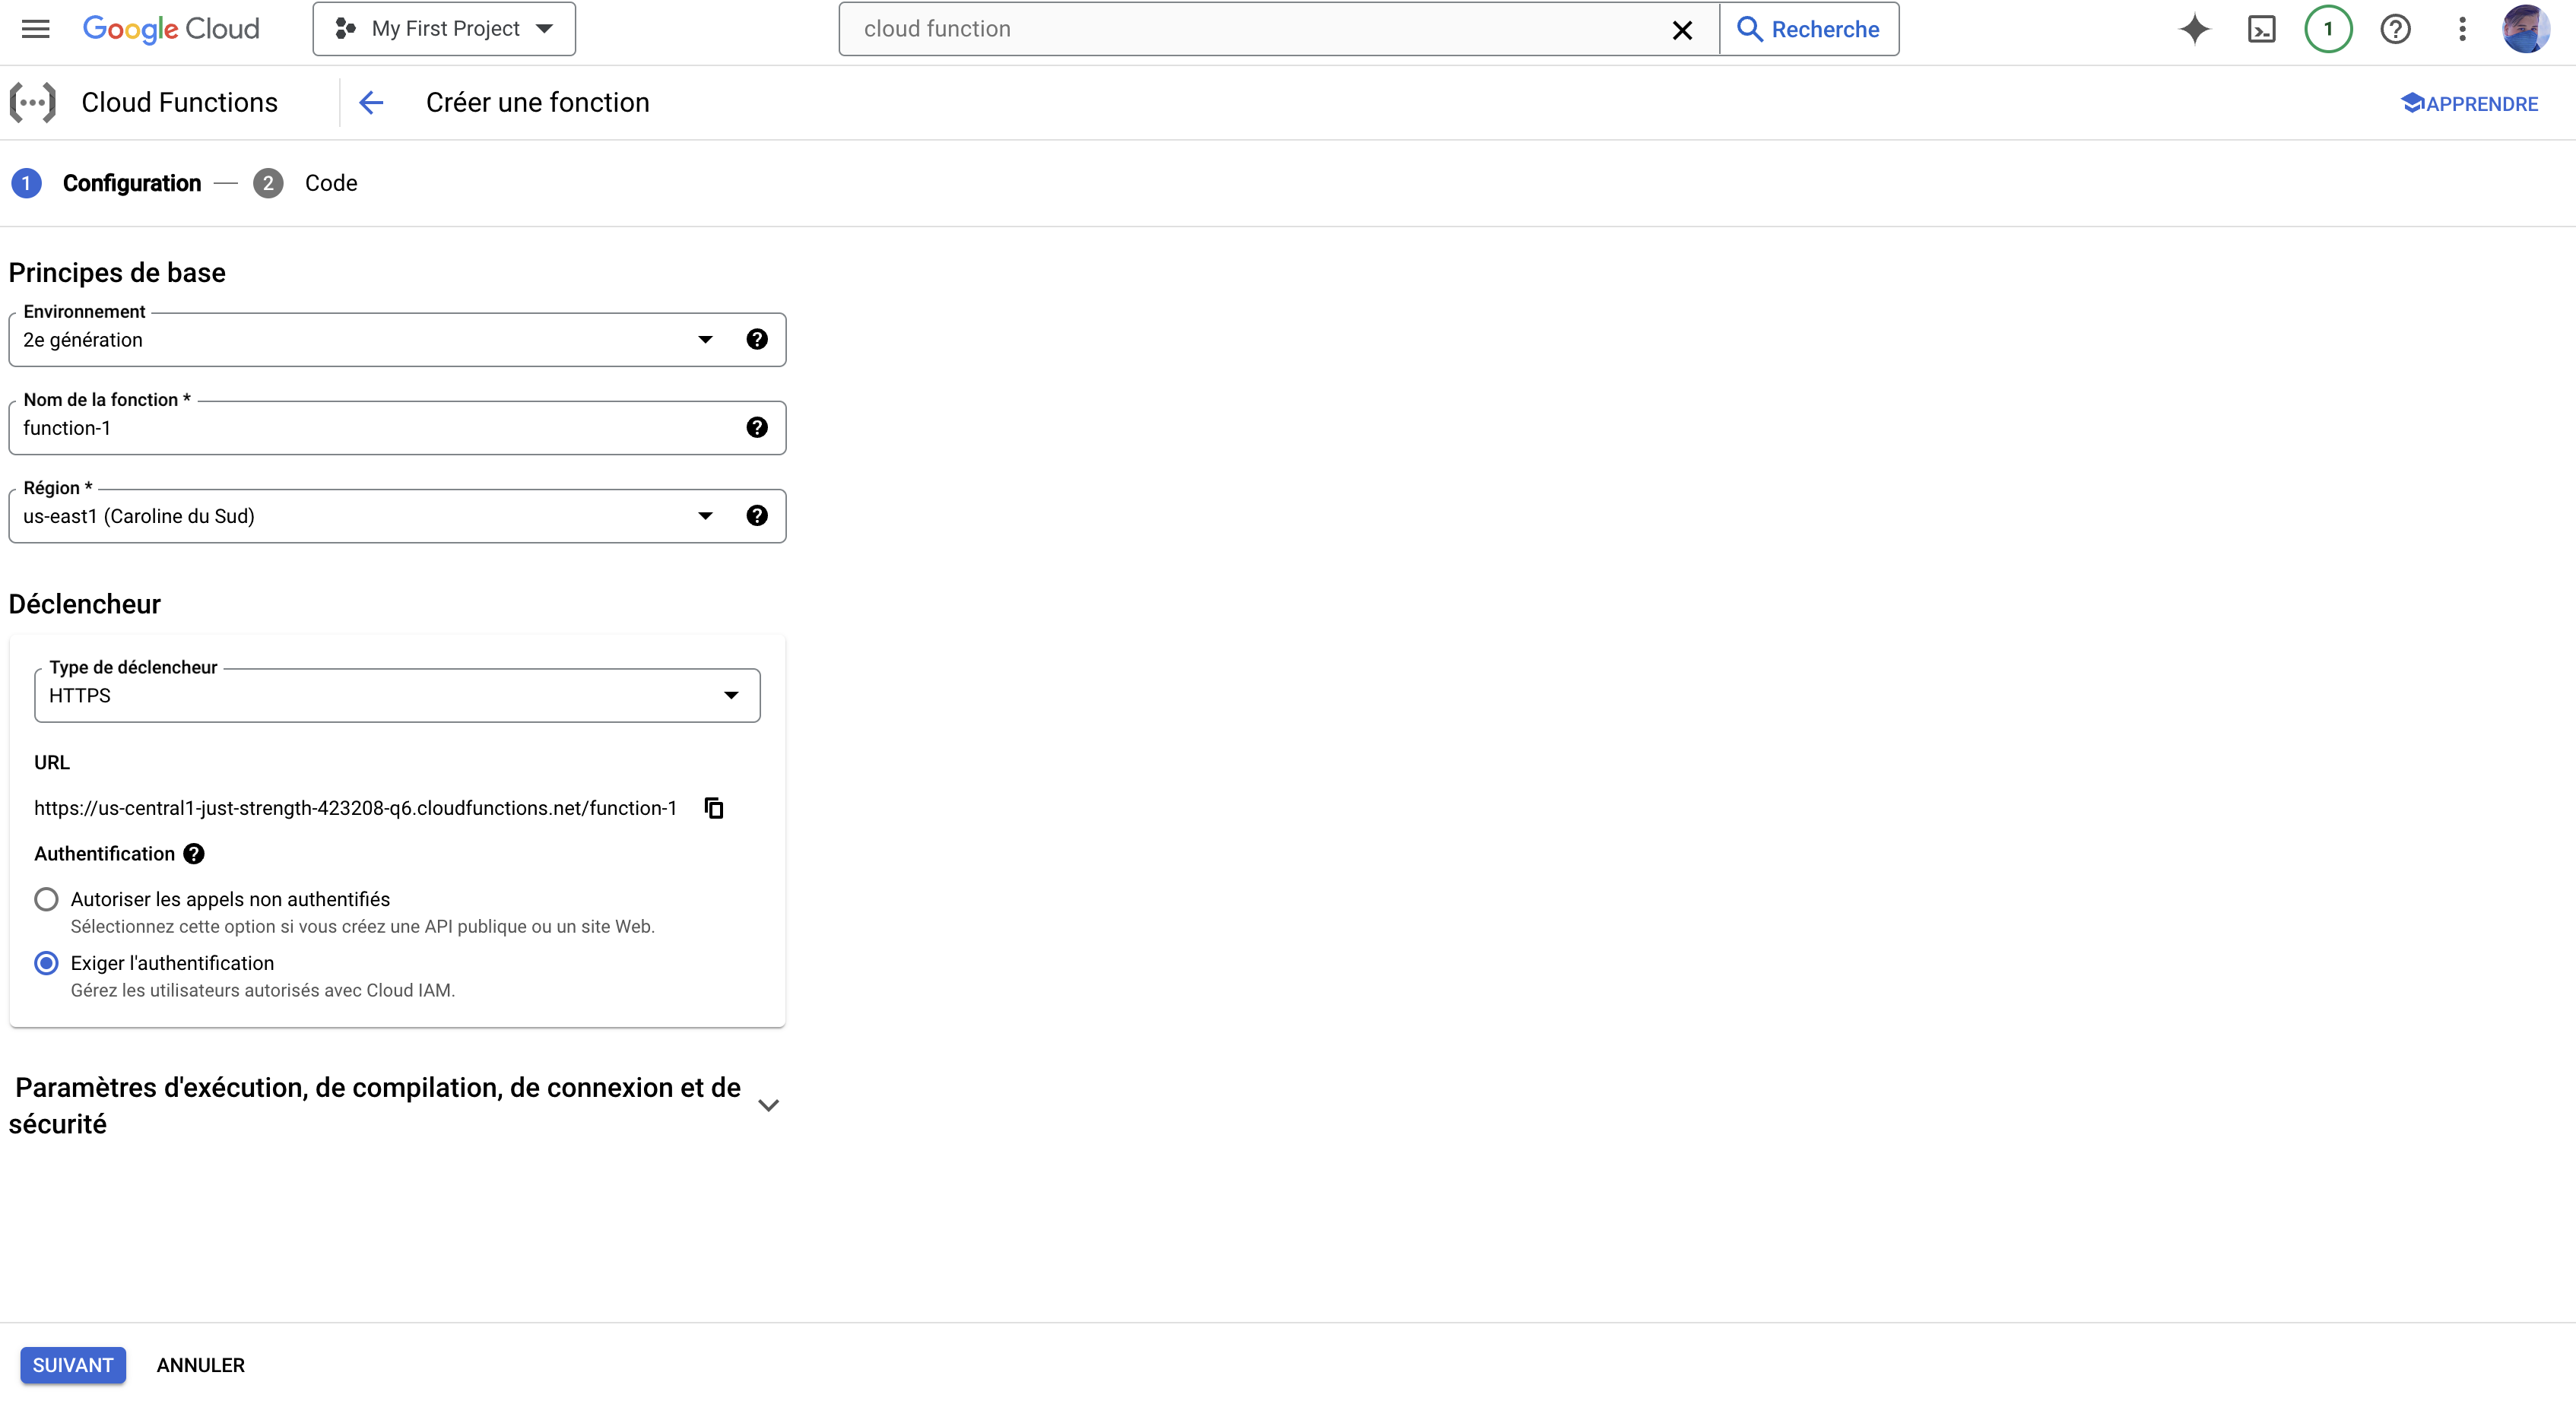 Google Cloud
My First Project
cloud function
Recherche
1
Cloud Functions
Créer une fonction
APPRENDRE
1 Configuration — 2 Code
Principes de base
Environnement
2e génération
Nom de la fonction *
function-1
Région *
us-east1 (Caroline du Sud)
Déclencheur
Type de déclencheur
HTTPS
URL
https://us-central1-just-strength-423208-q6.cloudfunctions.net/function-1
Authentification
Autoriser les appels non authentifiés
Sélectionnez cette option si vous créez une API publique ou un site Web.
Exiger l'authentification
Gérez les utilisateurs autorisés avec Cloud IAM.
Paramètres d'exécution, de compilation, de connexion et de
sécurité
SUIVANT
ANNULER